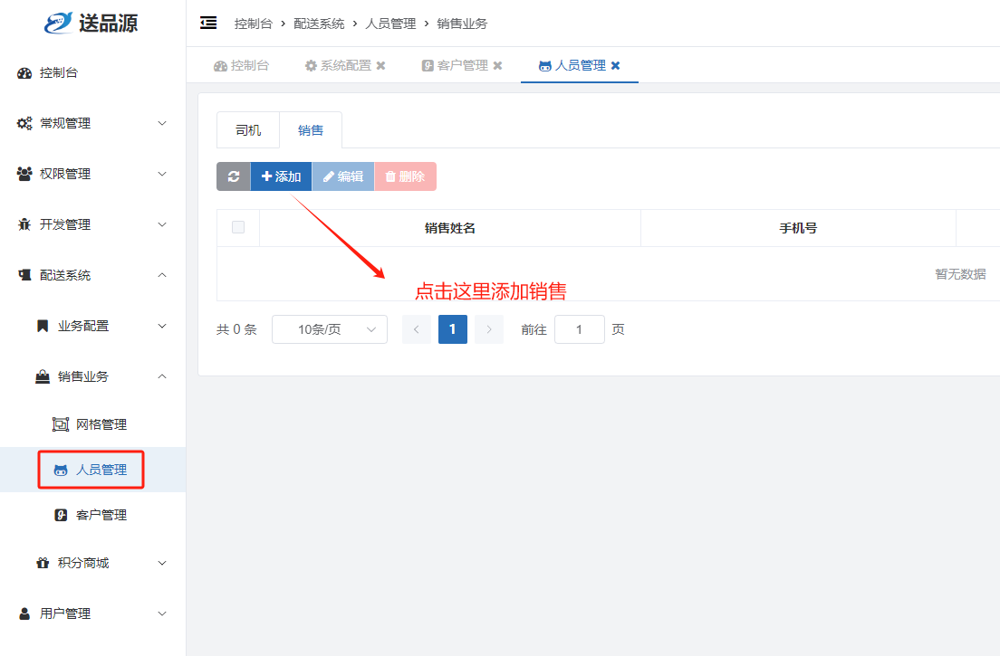 送品源
控制台
常规管理
权限管理
开发管理
配送系统
业务配置
销售业务
网格管理
人员管理
客户管理
积分商城
用户管理
控制台 > 配送系统 > 人员管理 > 销售业务
控制台 系统配置 客户管理 人员管理
司机 销售
添加 编辑 删除
销售姓名 手机号
暂无数据
点击这里添加销售
共 0 条 10条/页 1 前往 1 页